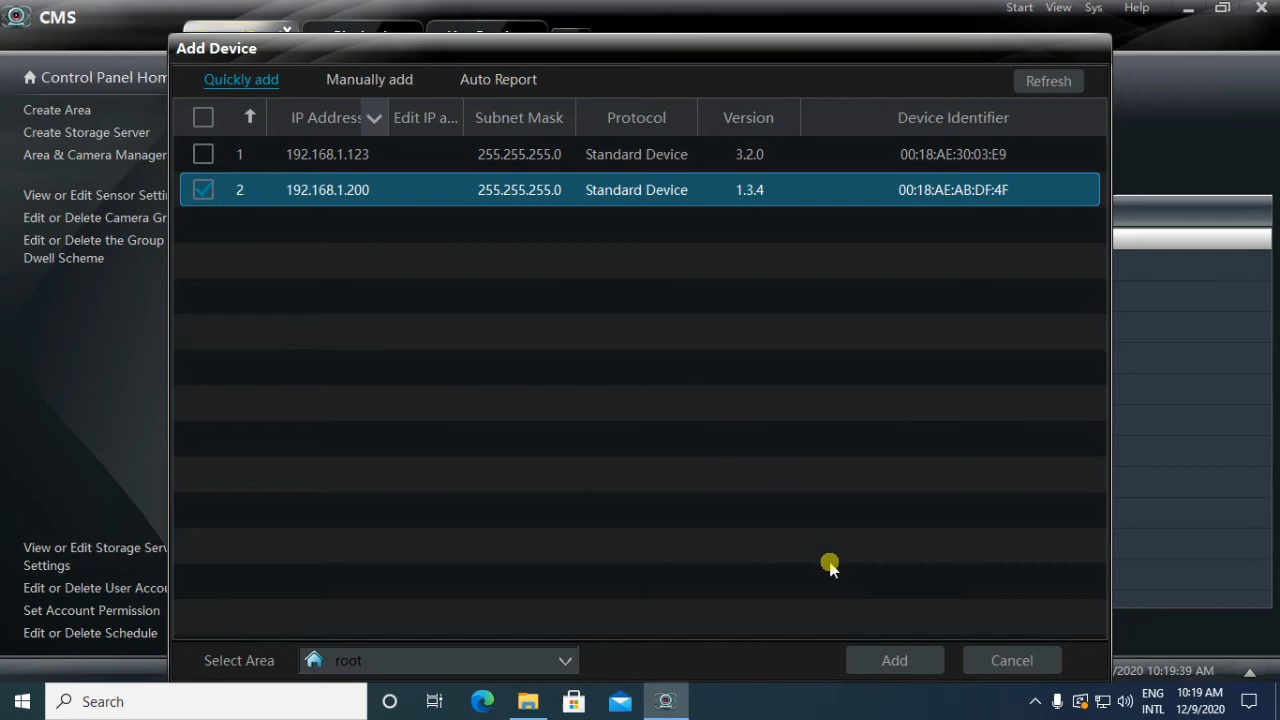 CMS
Start View Sys Help
Add Device
Control Panel Hom
Create Area
Create Storage Server
Area & Camera Manager
View or Edit Sensor Setti
Edit or Delete Camera Gr
Edit or Delete the Group
Dwell Scheme
View or Edit Storage Serv
Settings
Edit or Delete User Accou
Set Account Permission
Edit or Delete Schedule
Quickly add Manually add Auto Report Refresh
IP Address Edit IP a... Subnet Mask Protocol Version Device Identifier
1 192.168.1.123 255.255.255.0 Standard Device 3.2.0 00:18:AE:30:03:E9
2 192.168.1.200 255.255.255.0 Standard Device 1.3.4 00:18:AE:AB:DF:4F
Select Area root Add Cancel
/2020 10:19:39 AM
Search
ENG
INTL
10:19 AM
12/9/2020